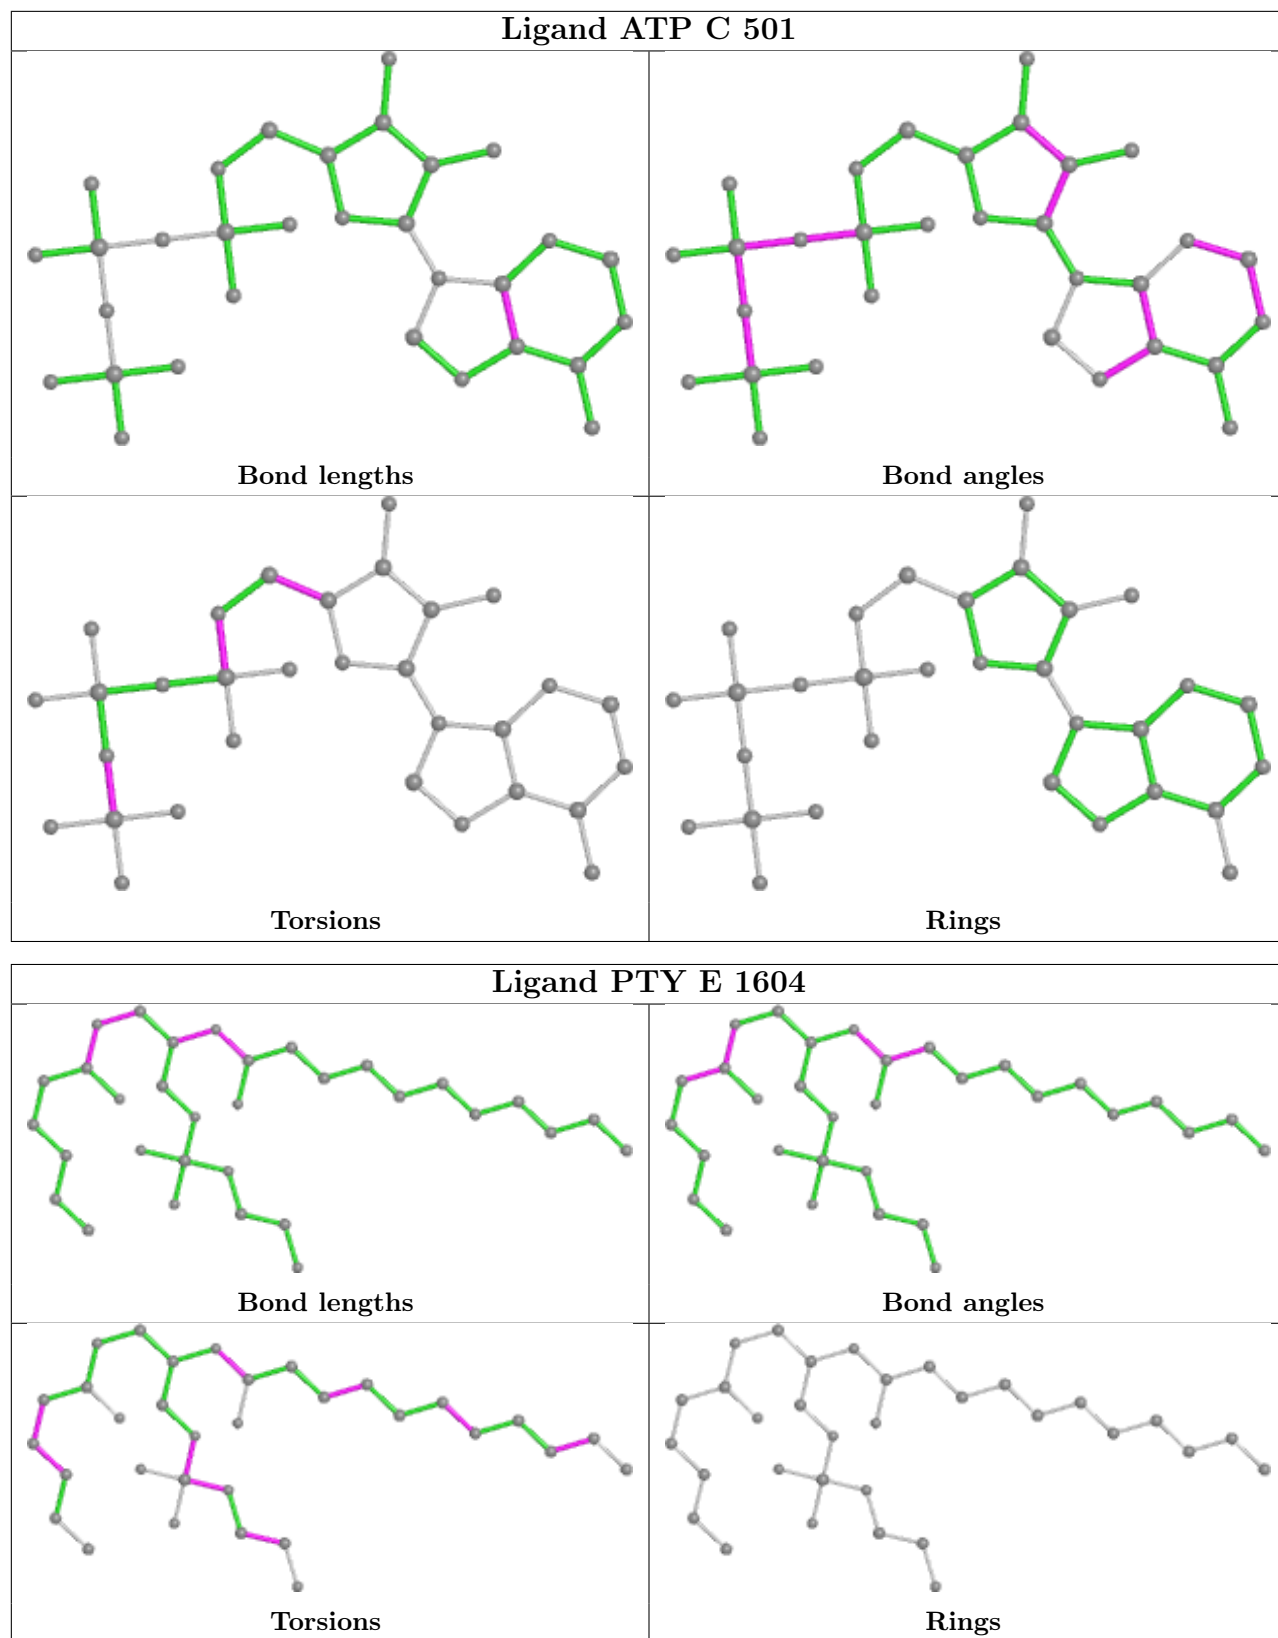 Ligand ATP C 501
Bond lengths
Bond angles
Torsions
Rings
Ligand PTY E 1604
Bond lengths
Bond angles
Torsions
Rings